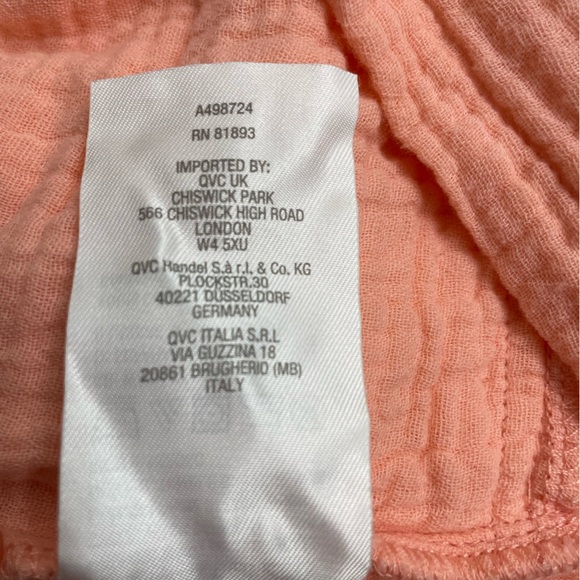 A498724
RN 81893
IMPORTED BY:
QVC UK
CHISWICK PARK
566 CHISWICK HIGH ROAD
LONDON
W4 5XU
QVC Handel S.à r.l. & Co. KG
PLOCKSTR.30
40221 DÜSSELDORF
GERMANY
QVC ITALIA S.R.L
VIA GUZZINA 18
20861 BRUGHERIO (MB)
ITALY